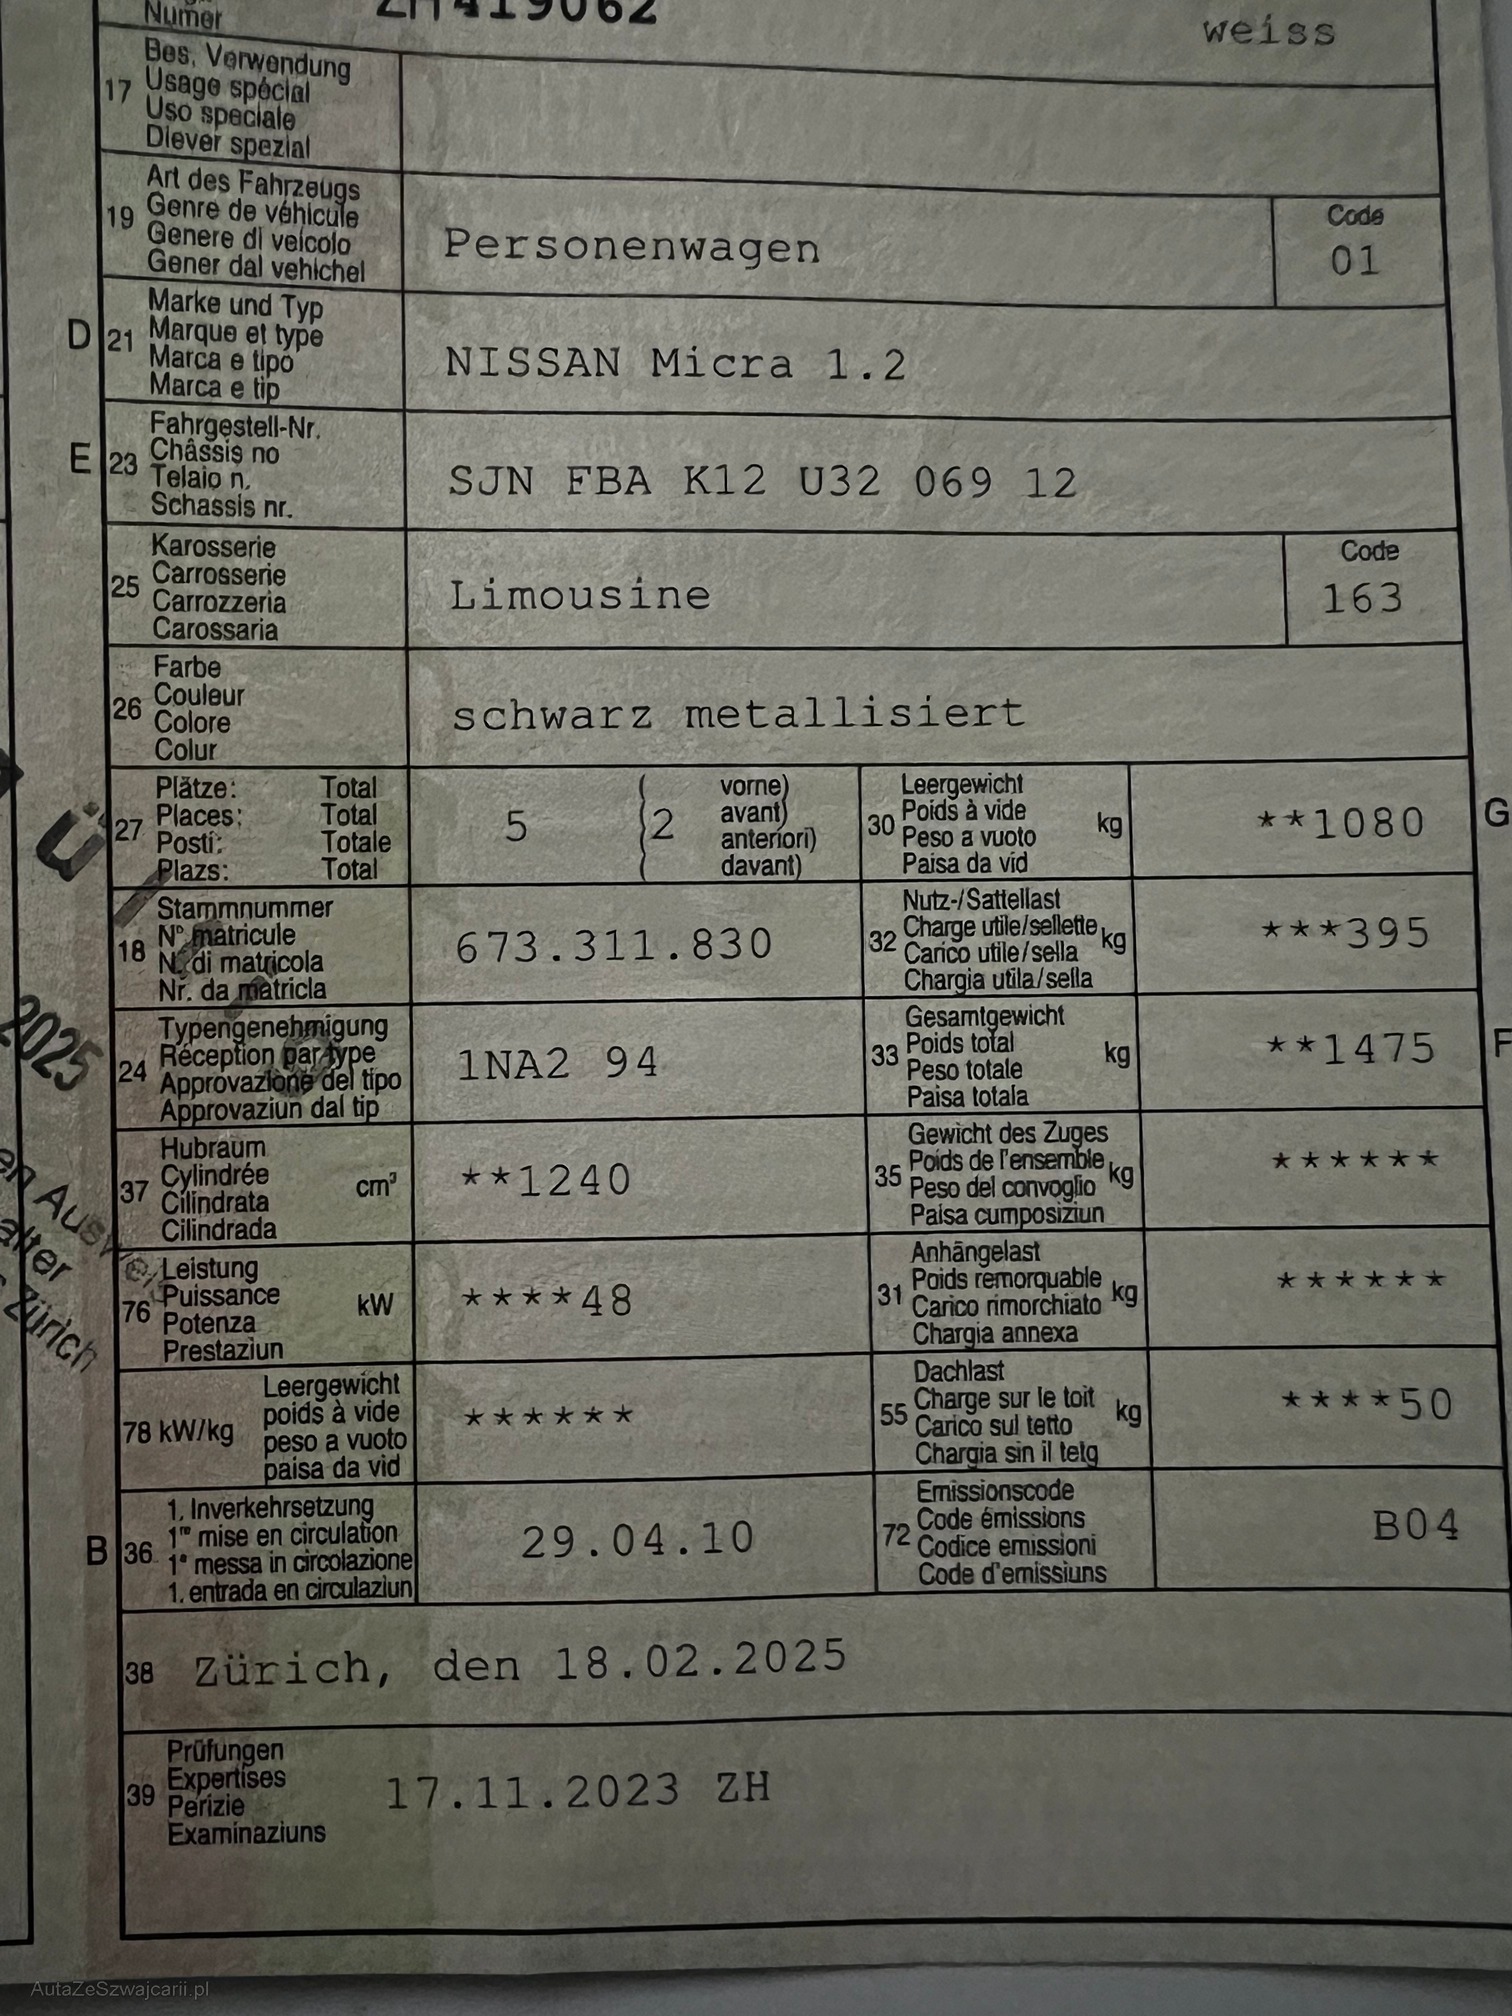 Numer ZH419062 weiss
17 Bes. Verwendung
Usage spécial
Uso speciale
Diever spezial
19 Art des Fahrzeugs
Genre de véhicule
Genere di veicolo
Gener dal vehichel
Personenwagen
Code
01
D 21 Marke und Typ
Marque et type
Marca e tipo
Marca e tip
NISSAN Micra 1.2
E 23 Fahrgestell-Nr.
Châssis no
Telaio n.
Schassis nr.
SJN FBA K12 U32 069 12
25 Karosserie
Carrosserie
Carrozzeria
Carossaria
Limousine
Code
163
26 Farbe
Couleur
Colore
Colur
schwarz metallisiert
27 Plätze: Total
Places: Total
Posti: Totale
Plazs: Total
5 2 vorne)
avant)
anteriori)
davant)
30 Leergewicht
Poids à vide
Peso a vuoto
Paisa da vid
kg **1080 G
18 Stammnummer
N° matricule
N. di matricola
Nr. da matricla
673.311.830
32 Nutz-/Sattellast
Charge utile/sellette
Carico utile/sella
Chargia utila/sella
kg ***395
24 Typengenehmigung
Réception par type
Approvazione del tipo
Approvaziun dal tip
1NA2 94
33 Gesamtgewicht
Poids total
Peso totale
Paisa totala
kg **1475 F
37 Hubraum
Cylindrée
Cilindrata
Cilindrada
cm³ **1240
35 Gewicht des Zuges
Poids de l'ensemble
Peso del convoglio
Paisa cumposiziun
kg ******
76 Leistung
Puissance
Potenza
Prestaziun
kW ****48
31 Anhängelast
Poids remorquable
Carico rimorchiato
Chargia annexa
kg ******
78 kW/kg Leergewicht
poids à vide
peso a vuoto
paisa da vid
******
55 Dachlast
Charge sur le toit
Carico sul tetto
Chargia sin il tetg
kg ****50
B 36 1. Inverkehrsetzung
1re mise en circulation
1a messa in circolazione
1. entrada en circulaziun
29.04.10
72 Emissionscode
Code émissions
Codice emissioni
Code d'emissiuns
B04
38 Zürich, den 18.02.2025
39 Prüfungen
Expertises
Perizie
Examinaziuns
17.11.2023 ZH
2025
Zürich
AutaZeSzwajcarii.pl